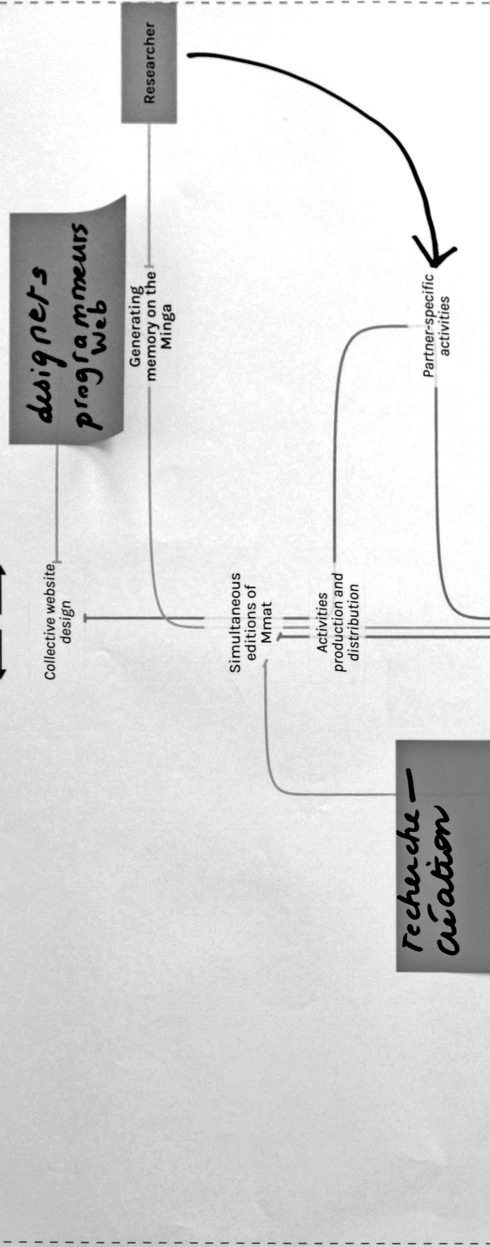 Researcher
designers
programmeurs
Web
Generating
memory on the
Minga
Partner-specific
activities
Collective website
design
Simultaneous
editions of
Mmat
Activities
production and
distribution
recherche –
création